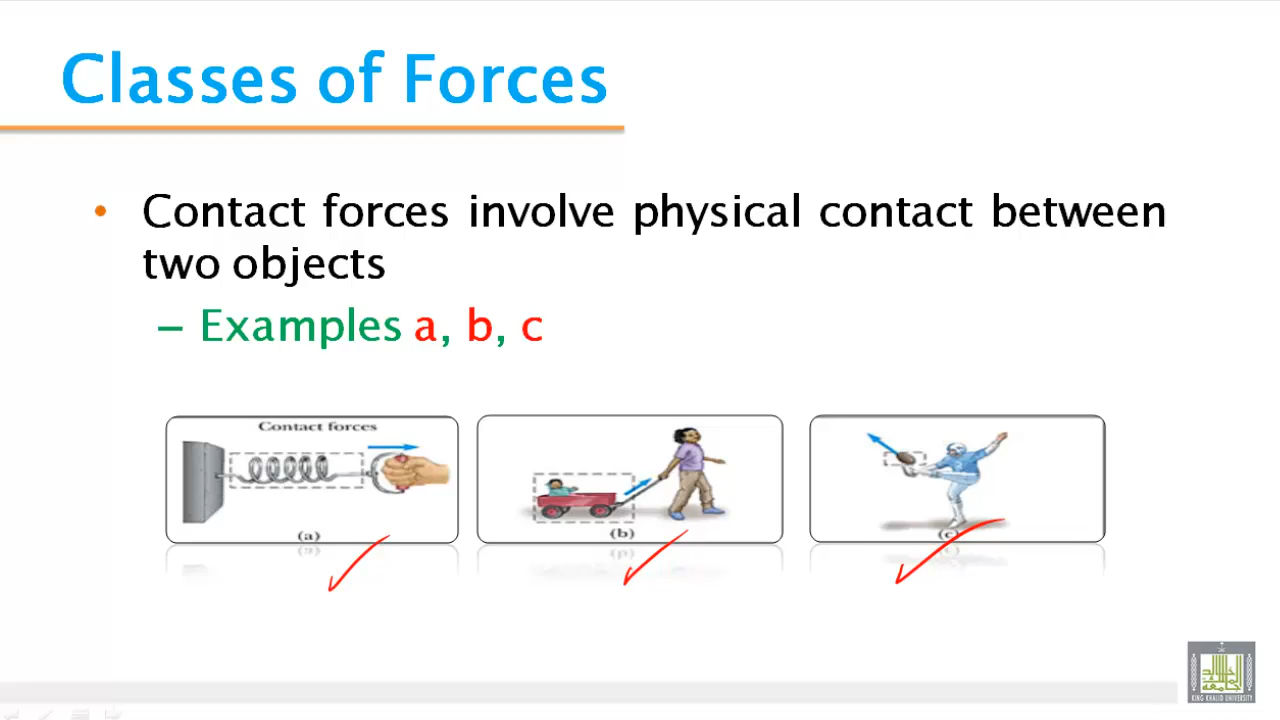 Classes of Forces
• Contact forces involve physical contact between
two objects
– Examples a, b, c
Contact forces
(a)
(b)
(c)
KING KHALID UNIVERSITY